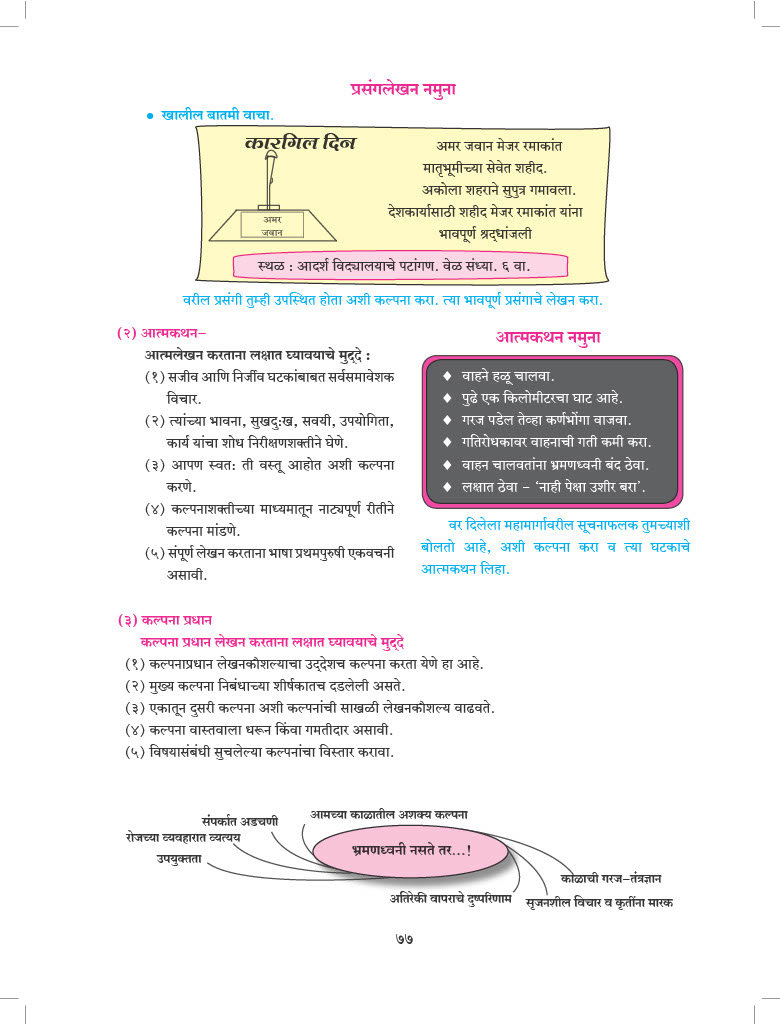 प्रसंगलेखन नमुना
• खालील बातमी वाचा.
कारगिल दिन
अमर
जवान
अमर जवान मेजर रमाकांत
मातृभूमीच्या सेवेत शहीद.
अकोला शहराने सुपुत्र गमावला.
देशकार्यासाठी शहीद मेजर रमाकांत यांना
भावपूर्ण श्रद्धांजली
स्थळ : आदर्श विद्यालयाचे पटांगण. वेळ संध्या. ६ वा.
वरील प्रसंगी तुम्ही उपस्थित होता अशी कल्पना करा. त्या भावपूर्ण प्रसंगाचे लेखन करा.
(२) आत्मकथन–
आत्मलेखन करताना लक्षात घ्यावयाचे मुद्दे :
(१) सजीव आणि निर्जीव घटकांबाबत सर्वसमावेशक
विचार.
(२) त्यांच्या भावना, सुखदुःख, सवयी, उपयोगिता,
कार्य यांचा शोध निरीक्षणशक्तीने घेणे.
(३) आपण स्वतः ती वस्तू आहोत अशी कल्पना
करणे.
(४) कल्पनाशक्तीच्या माध्यमातून नाट्यपूर्ण रीतीने
कल्पना मांडणे.
(५) संपूर्ण लेखन करताना भाषा प्रथमपुरुषी एकवचनी
असावी.
आत्मकथन नमुना
♦ वाहने हळू चालवा.
♦ पुढे एक किलोमीटरचा घाट आहे.
♦ गरज पडेल तेव्हा कर्णभोंगा वाजवा.
♦ गतिरोधकावर वाहनाची गती कमी करा.
♦ वाहन चालवतांना भ्रमणध्वनी बंद ठेवा.
♦ लक्षात ठेवा – ‘नाही पेक्षा उशीर बरा’.
वर दिलेला महामार्गावरील सूचनाफलक तुमच्याशी
बोलतो आहे, अशी कल्पना करा व त्या घटकाचे
आत्मकथन लिहा.
(३) कल्पना प्रधान
कल्पना प्रधान लेखन करताना लक्षात घ्यावयाचे मुद्दे
(१) कल्पनाप्रधान लेखनकौशल्याचा उद्देशच कल्पना करता येणे हा आहे.
(२) मुख्य कल्पना निबंधाच्या शीर्षकातच दडलेली असते.
(३) एकातून दुसरी कल्पना अशी कल्पनांची साखळी लेखनकौशल्य वाढवते.
(४) कल्पना वास्तवाला धरून किंवा गमतीदार असावी.
(५) विषयासंबंधी सुचलेल्या कल्पनांचा विस्तार करावा.
आमच्या काळातील अशक्य कल्पना
संपर्कात अडचणी
रोजच्या व्यवहारात व्यत्यय
उपयुक्तता
भ्रमणध्वनी नसते तर...!
काळाची गरज–तंत्रज्ञान
अतिरेकी वापराचे दुष्परिणाम
सृजनशील विचार व कृतींना मारक
७७